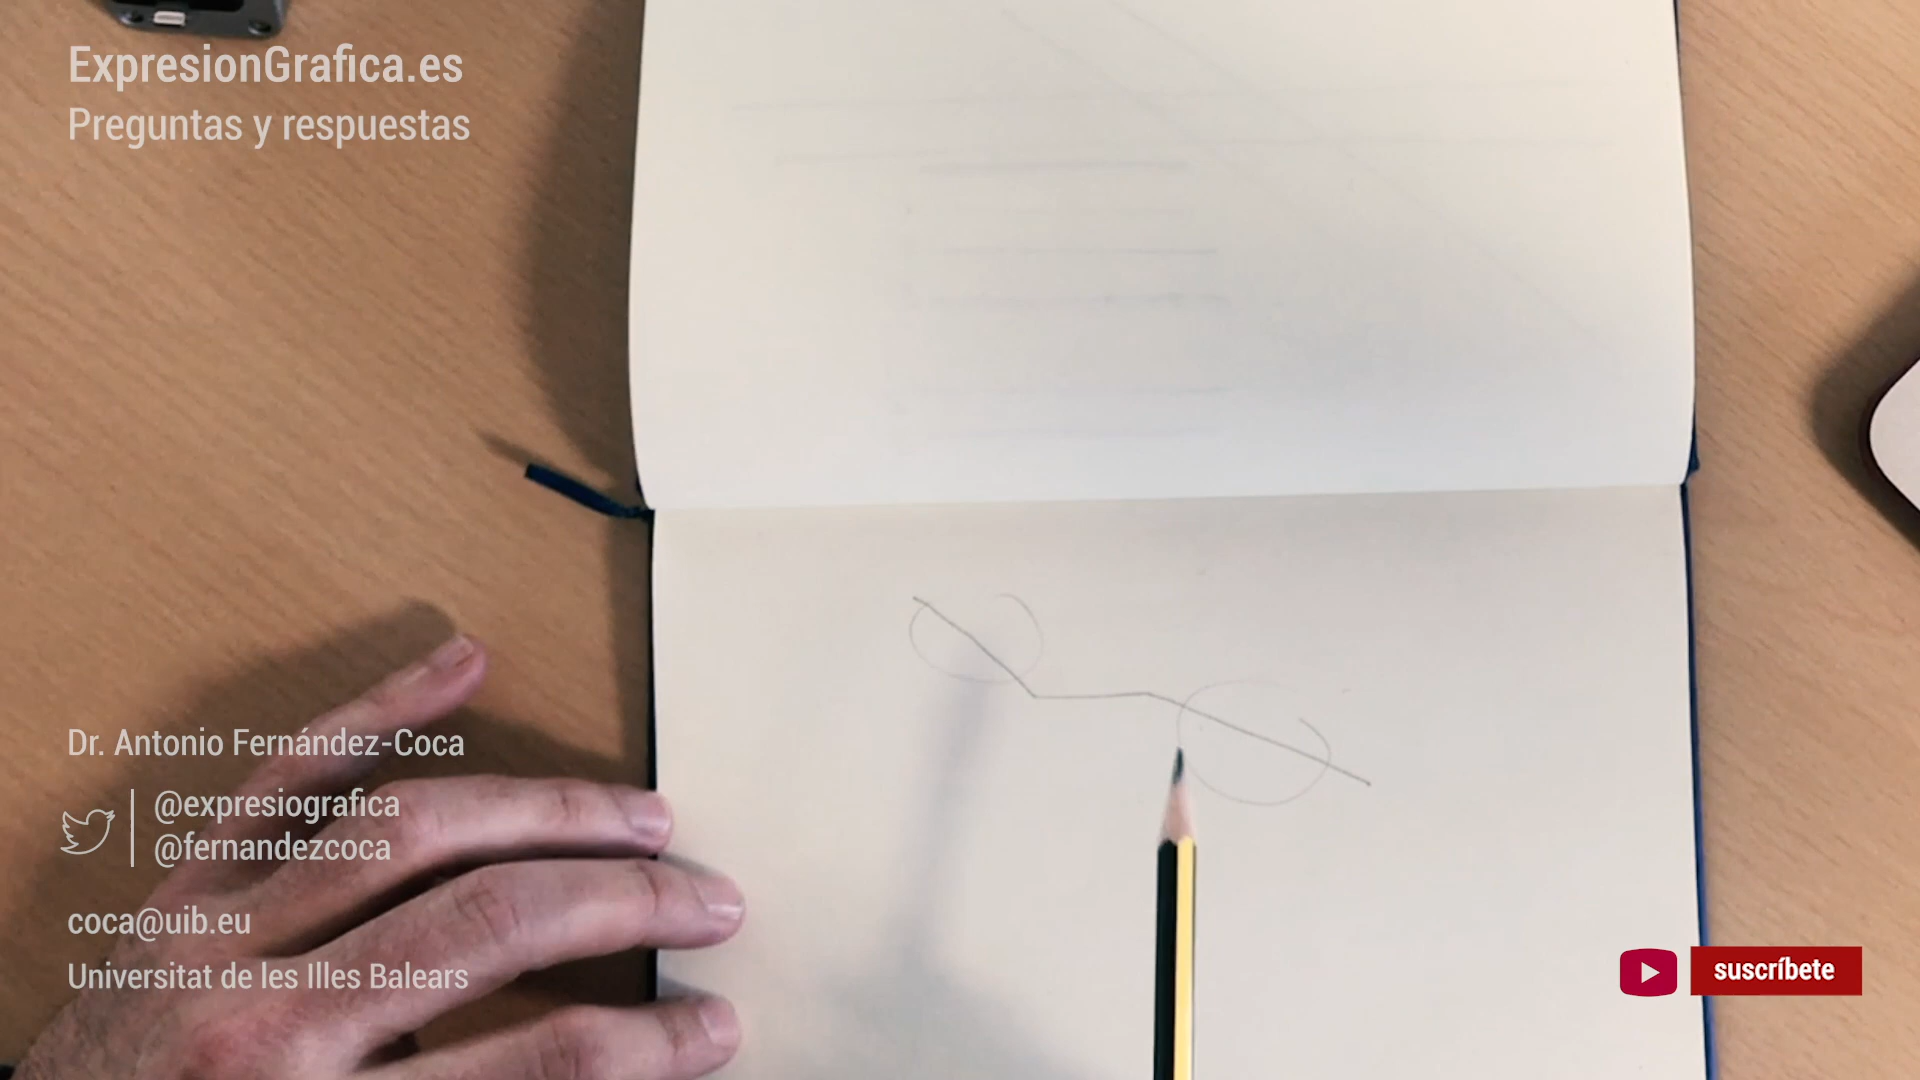 ExpresionGrafica.es
Preguntas y respuestas
Dr. Antonio Fernández-Coca
@expresiografica
@fernandezcoca
coca@uib.eu
Universitat de les Illes Balears
suscríbete